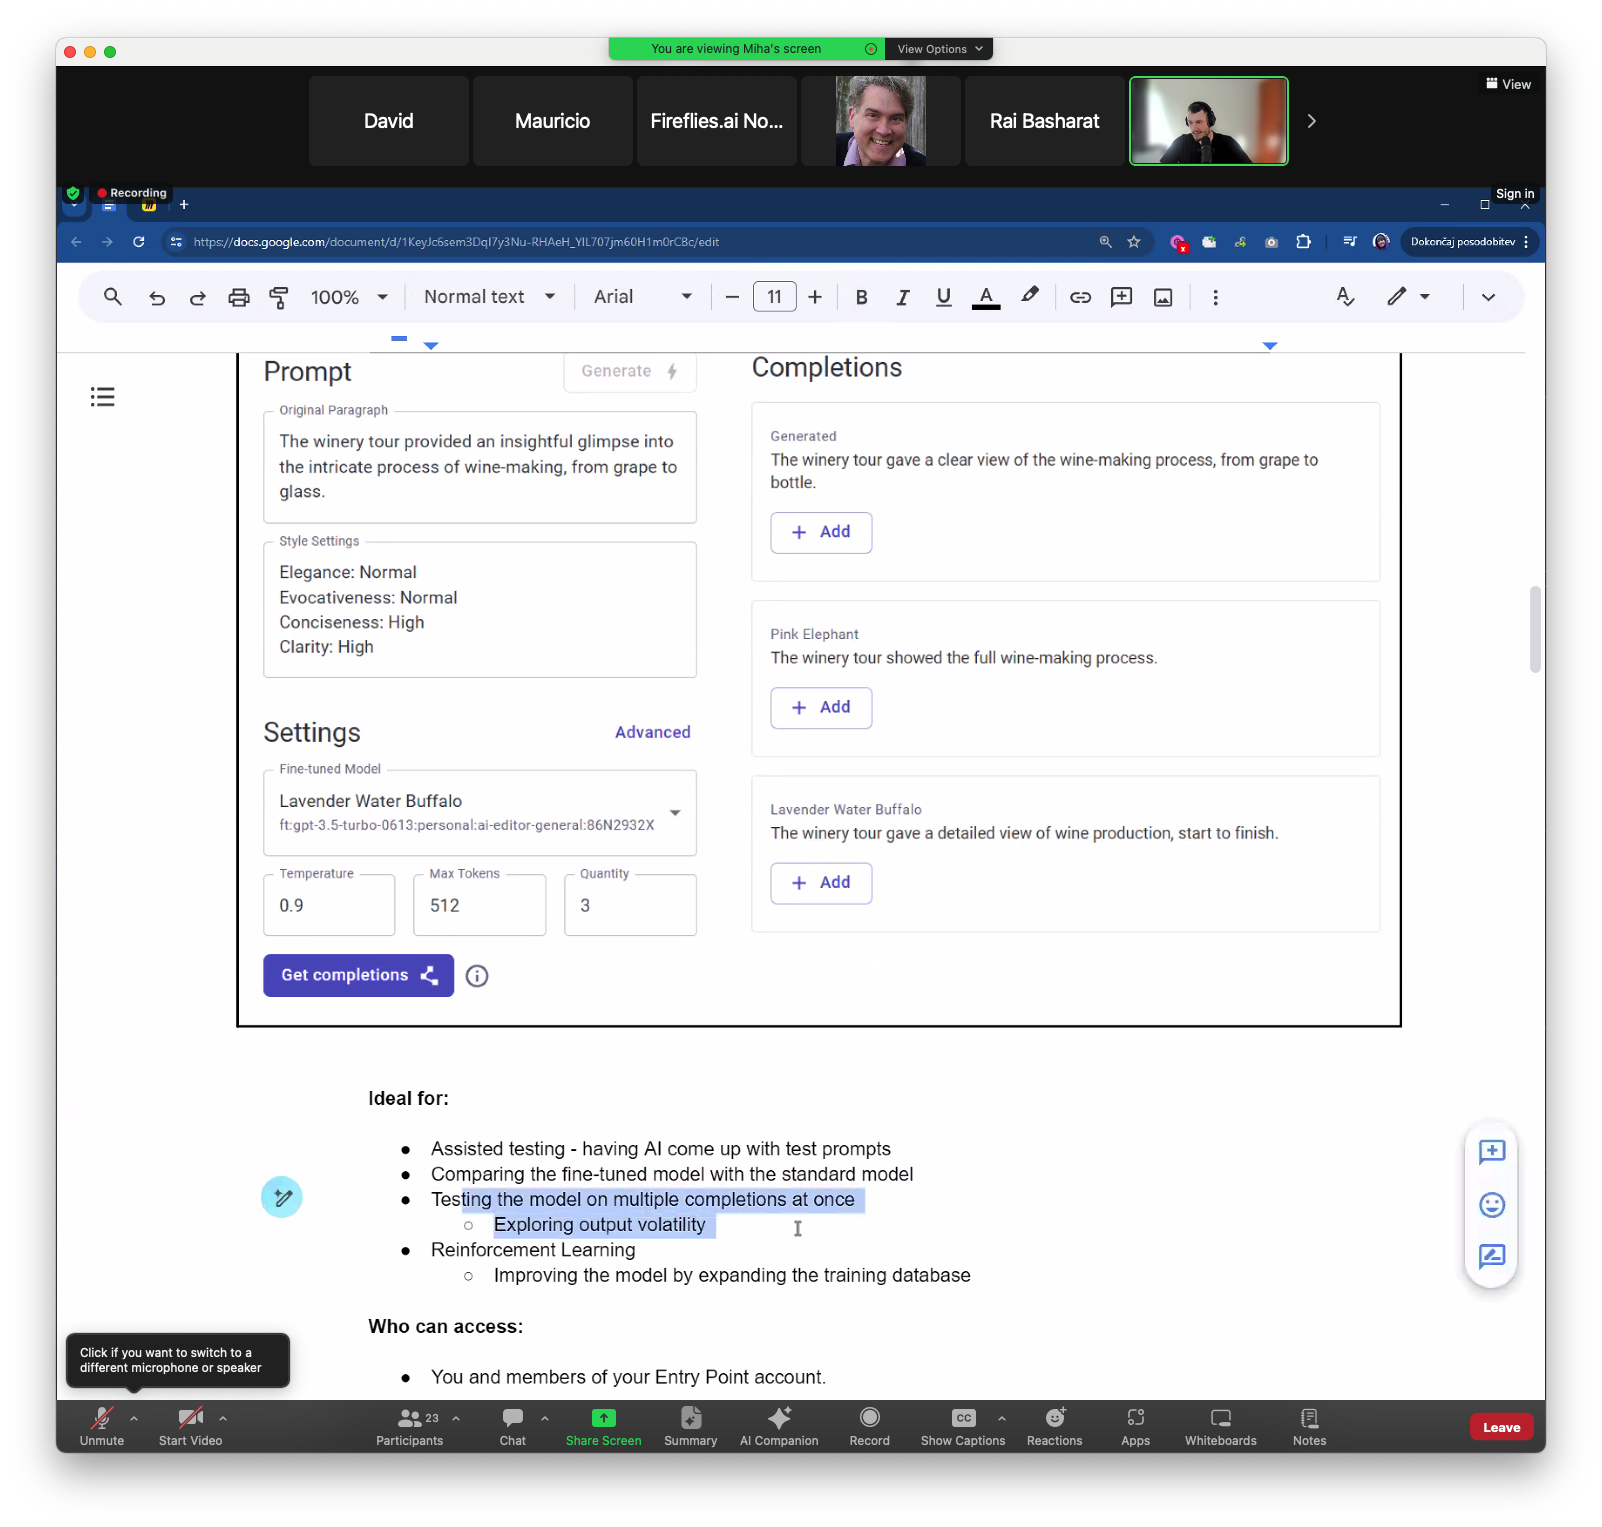 You are viewing Miha's screen
View Options
View
David
Mauricio
Fireflies.ai No...
Rai Basharat
Recording
Sign in
https://docs.google.com/document/d/1KeyJc6sem3DqI7y3Nu-RHAeH_YIL707jm60H1m0rCBc/edit
Dokončaj posodobitev
100%
Normal text
Arial
11
B
I
U
A
Prompt
Generate
Completions
Original Paragraph
The winery tour provided an insightful glimpse into
the intricate process of wine-making, from grape to
glass.
Generated
The winery tour gave a clear view of the wine-making process, from grape to
bottle.
+ Add
Style Settings
Elegance: Normal
Evocativeness: Normal
Conciseness: High
Clarity: High
Pink Elephant
The winery tour showed the full wine-making process.
+ Add
Settings
Advanced
Fine-tuned Model
Lavender Water Buffalo
ft:gpt-3.5-turbo-0613:personal:ai-editor-general:86N2932X
Lavender Water Buffalo
The winery tour gave a detailed view of wine production, start to finish.
+ Add
Temperature
0.9
Max Tokens
512
Quantity
3
Get completions
Ideal for:
● Assisted testing - having AI come up with test prompts
● Comparing the fine-tuned model with the standard model
● Testing the model on multiple completions at once
○ Exploring output volatility
● Reinforcement Learning
○ Improving the model by expanding the training database
Who can access:
● You and members of your Entry Point account.
Click if you want to switch to a
different microphone or speaker
Unmute
Start Video
23
Participants
Chat
Share Screen
Summary
AI Companion
Record
CC
Show Captions
Reactions
Apps
Whiteboards
Notes
Leave